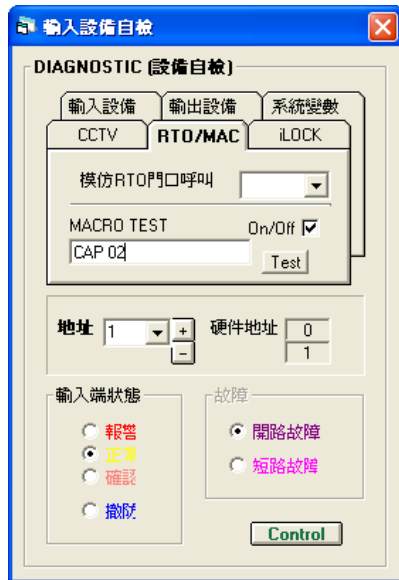 輸入設備自檢
DIAGNOSTIC (設備自檢)
輸入設備 輸出設備 系統變數
CCTV RTO/MAC iLOCK
模仿RTO門口呼叫
MACRO TEST On/Off
CAP 02
Test
地址 1 + 硬件地址 0
- 1
輸入端狀態 故障
報警 開路故障
正常
確認 短路故障
撤防
Control